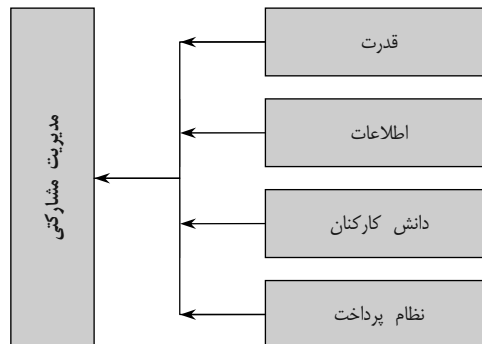 قدرت
اطلاعات
دانش کارکنان
نظام پرداخت
مدیریت مشارکتی